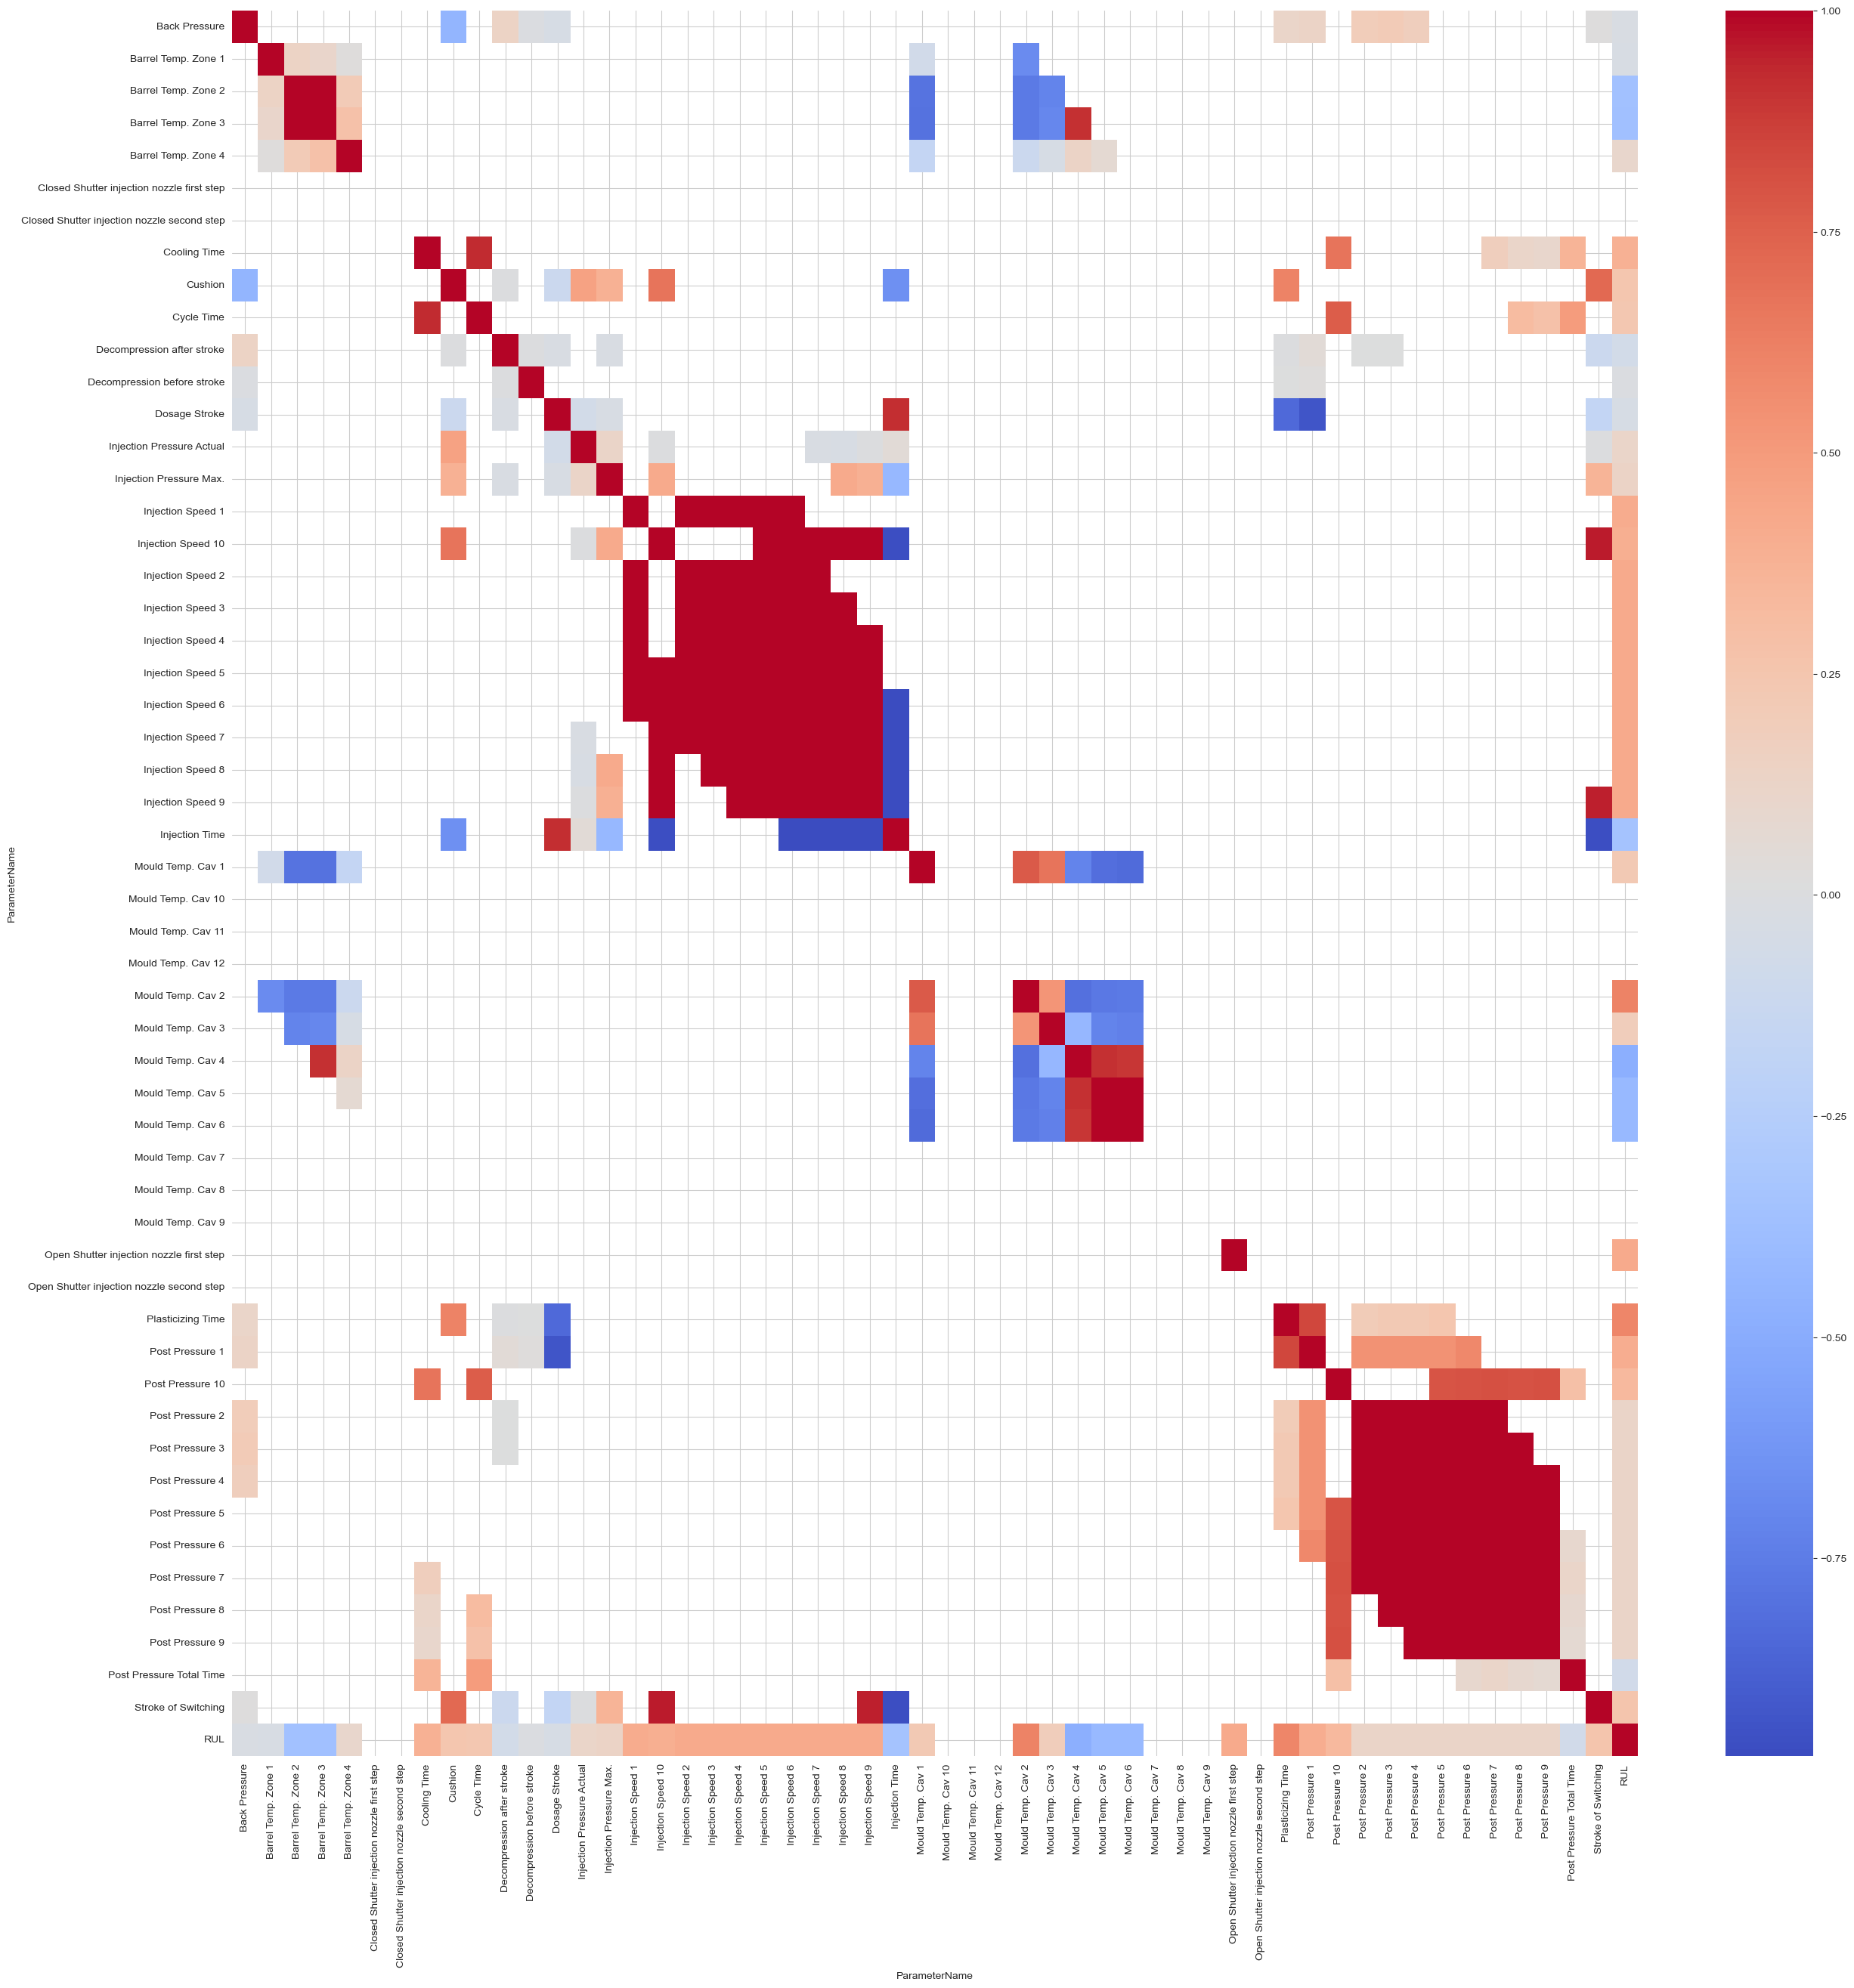 Back Pressure
Barrel Temp. Zone 1
Barrel Temp. Zone 2
Barrel Temp. Zone 3
Barrel Temp. Zone 4
Closed Shutter injection nozzle first step
Closed Shutter injection nozzle second step
Cooling Time
Cushion
Cycle Time
Decompression after stroke
Decompression before stroke
Dosage Stroke
Injection Pressure Actual
Injection Pressure Max.
Injection Speed 1
Injection Speed 10
Injection Speed 2
Injection Speed 3
Injection Speed 4
Injection Speed 5
Injection Speed 6
Injection Speed 7
Injection Speed 8
Injection Speed 9
Injection Time
Mould Temp. Cav 1
Mould Temp. Cav 10
Mould Temp. Cav 11
Mould Temp. Cav 12
Mould Temp. Cav 2
Mould Temp. Cav 3
Mould Temp. Cav 4
Mould Temp. Cav 5
Mould Temp. Cav 6
Mould Temp. Cav 7
Mould Temp. Cav 8
Mould Temp. Cav 9
Open Shutter injection nozzle first step
Open Shutter injection nozzle second step
Plasticizing Time
Post Pressure 1
Post Pressure 10
Post Pressure 2
Post Pressure 3
Post Pressure 4
Post Pressure 5
Post Pressure 6
Post Pressure 7
Post Pressure 8
Post Pressure 9
Post Pressure Total Time
Stroke of Switching
RUL
ParameterName
Back Pressure
Barrel Temp. Zone 1
Barrel Temp. Zone 2
Barrel Temp. Zone 3
Barrel Temp. Zone 4
Closed Shutter injection nozzle first step
Closed Shutter injection nozzle second step
Cooling Time
Cushion
Cycle Time
Decompression after stroke
Decompression before stroke
Dosage Stroke
Injection Pressure Actual
Injection Pressure Max.
Injection Speed 1
Injection Speed 10
Injection Speed 2
Injection Speed 3
Injection Speed 4
Injection Speed 5
Injection Speed 6
Injection Speed 7
Injection Speed 8
Injection Speed 9
Injection Time
Mould Temp. Cav 1
Mould Temp. Cav 10
Mould Temp. Cav 11
Mould Temp. Cav 12
Mould Temp. Cav 2
Mould Temp. Cav 3
Mould Temp. Cav 4
Mould Temp. Cav 5
Mould Temp. Cav 6
Mould Temp. Cav 7
Mould Temp. Cav 8
Mould Temp. Cav 9
Open Shutter injection nozzle first step
Open Shutter injection nozzle second step
Plasticizing Time
Post Pressure 1
Post Pressure 10
Post Pressure 2
Post Pressure 3
Post Pressure 4
Post Pressure 5
Post Pressure 6
Post Pressure 7
Post Pressure 8
Post Pressure 9
Post Pressure Total Time
Stroke of Switching
RUL
ParameterName
1.00
0.75
0.50
0.25
0.00
−0.25
−0.50
−0.75